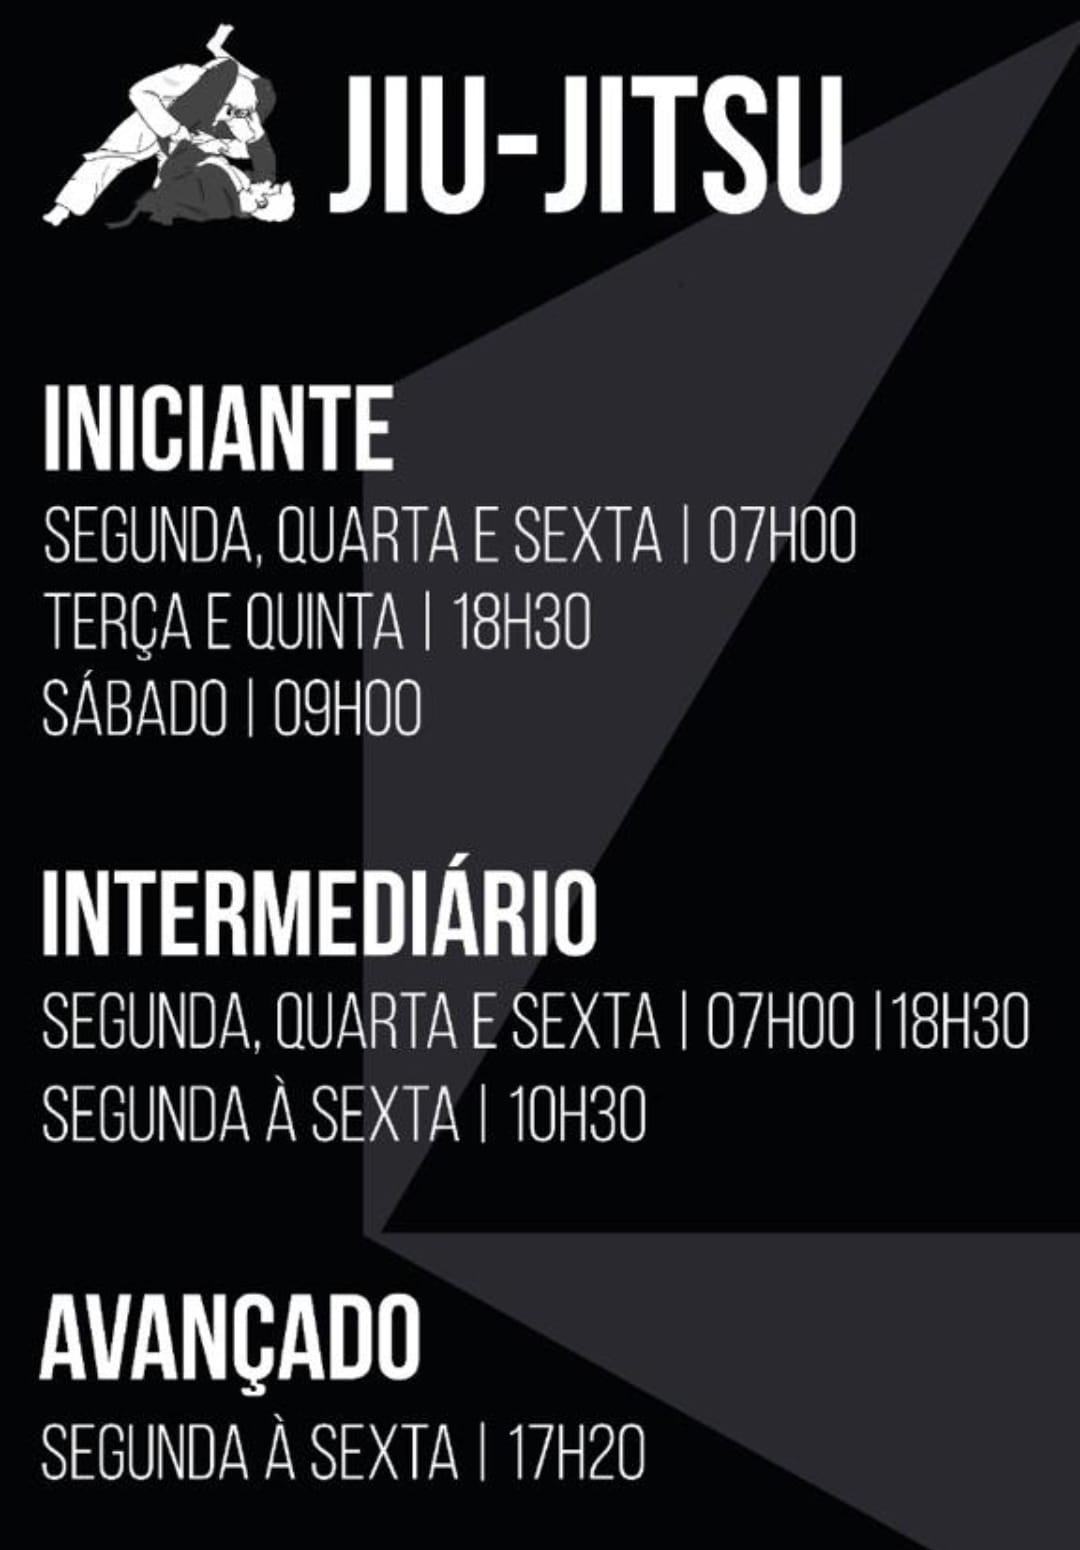 JIU-JITSU
INICIANTE
SEGUNDA, QUARTA E SEXTA | 07H00
TERÇA E QUINTA | 18H30
SÁBADO | 09H00
INTERMEDIÁRIO
SEGUNDA, QUARTA E SEXTA | 07H00 |18H30
SEGUNDA À SEXTA | 10H30
AVANÇADO
SEGUNDA À SEXTA | 17H20